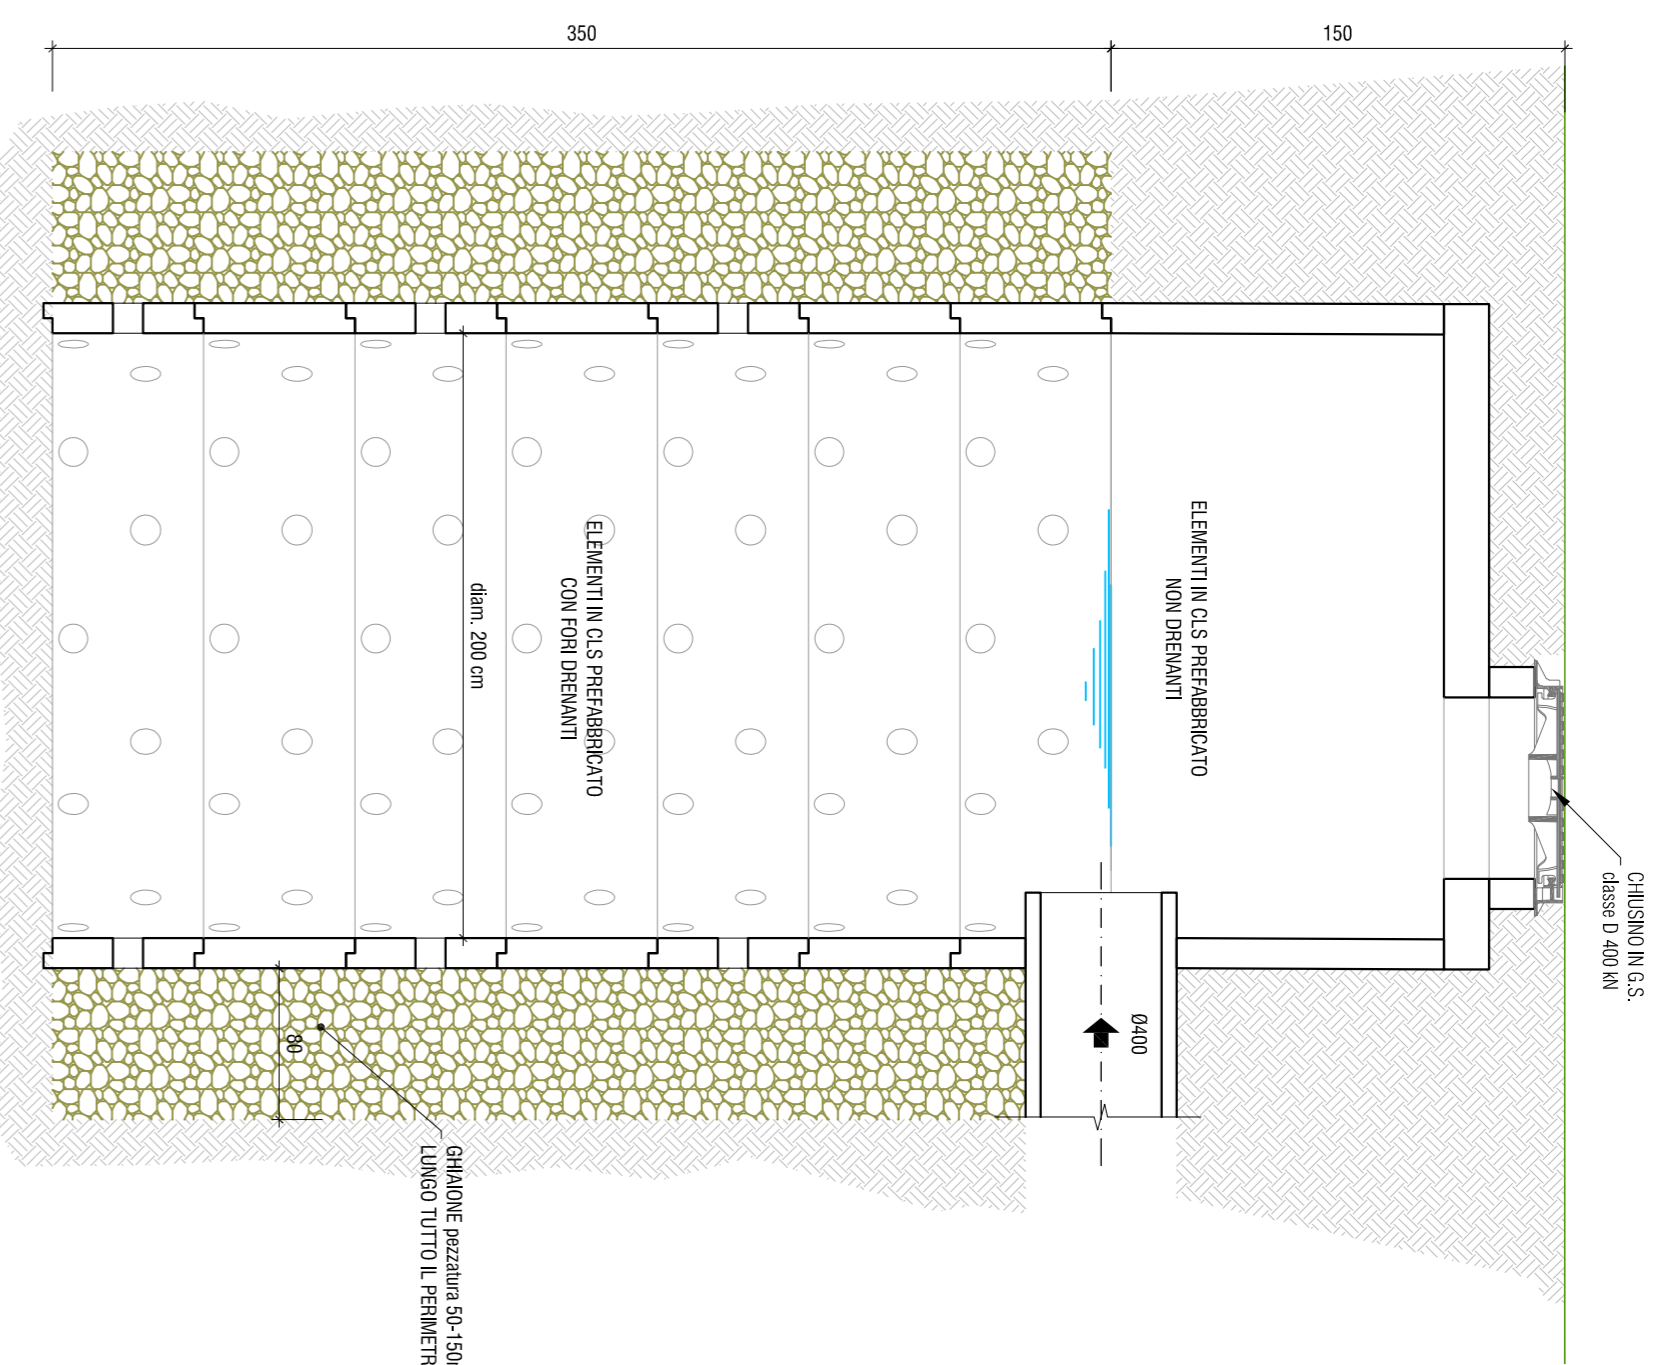 350
150
CHIUSINO IN G.S.
classe D 400 kN
ELEMENTI IN CLS PREFABBRICATO
NON DRENANTI
ELEMENTI IN CLS PREFABBRICATO
CON FORI DRENANTI
diam. 200 cm
Ø400
80
GHIAIONE pezzatura 50-150
LUNGO TUTTO IL PERIMETR